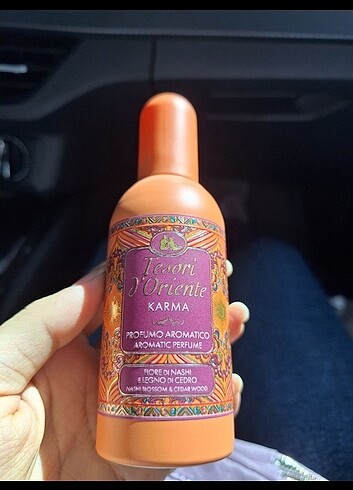 Tesori
d'Oriente
KARMA
PROFUMO AROMATICO
AROMATIC PERFUME
FIORE DI NASHI
E LEGNO DI CEDRO
NASHI BLOSSOM & CEDAR WOOD